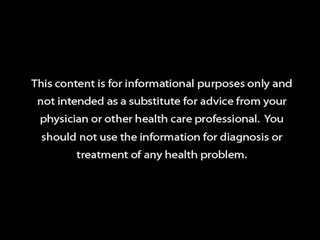 This content is for informational purposes only and
not intended as a substitute for advice from your
physician or other health care professional. You
should not use the information for diagnosis or
treatment of any health problem.